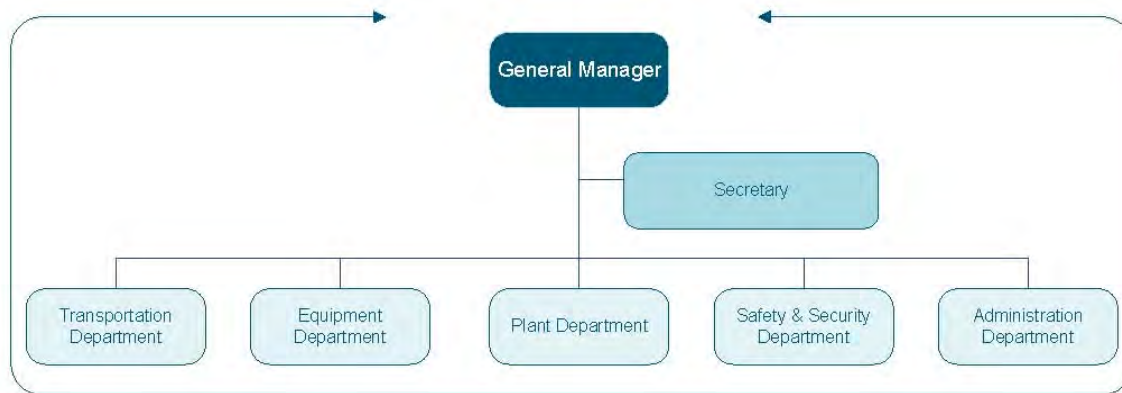 General Manager
Secretary
Transportation
Department
Equipment
Department
Plant Department
Safety & Security
Department
Administration
Department